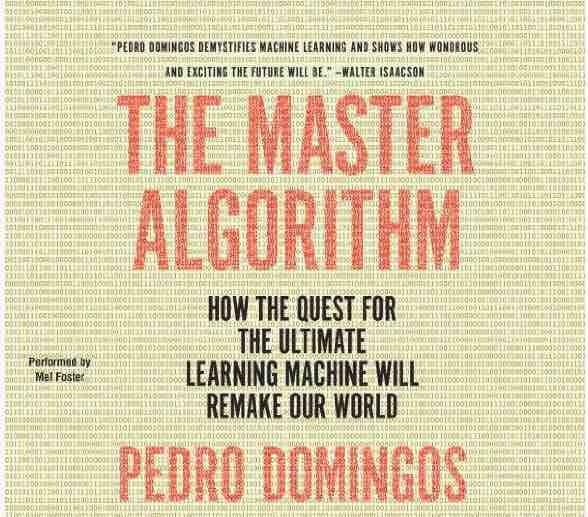 "PEDRO DOMINGOS DEMYSTIFIES MACHINE LEARNING AND SHOWS HOW WONDROUS
AND EXCITING THE FUTURE WILL BE." –WALTER ISAACSON
THE MASTER
ALGORITHM
HOW THE QUEST FOR
THE ULTIMATE
LEARNING MACHINE WILL
REMAKE OUR WORLD
Performed by
Mel Foster
PEDRO DOMINGOS